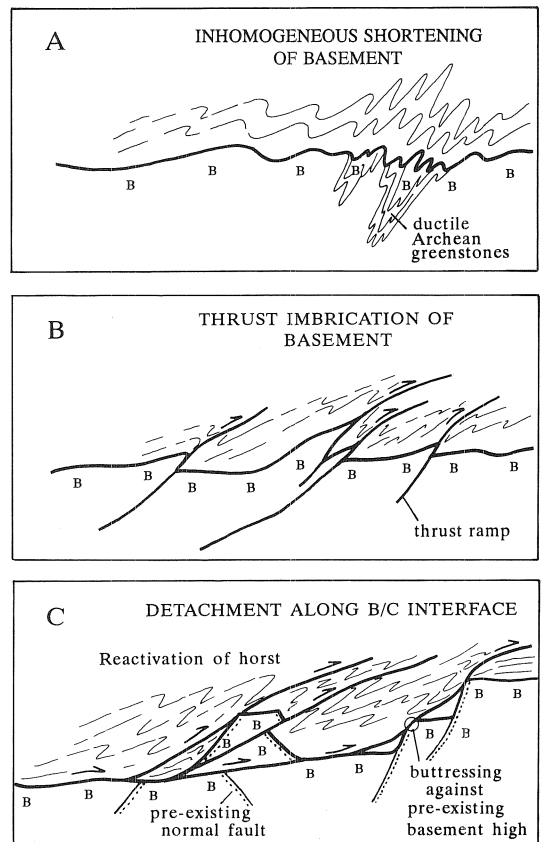 A
INHOMOGENEOUS SHORTENING
OF BASEMENT
B
B
B
B
B
B
B
ductile
Archean
greenstones
B
THRUST IMBRICATION OF
BASEMENT
B
B
B
B
B
B
B
B
thrust ramp
C
DETACHMENT ALONG B/C INTERFACE
Reactivation of horst
B
B
B
B
B
B
B
B
B
B
B
B
B
B
pre-existing
normal fault
buttressing
against
pre-existing
basement high